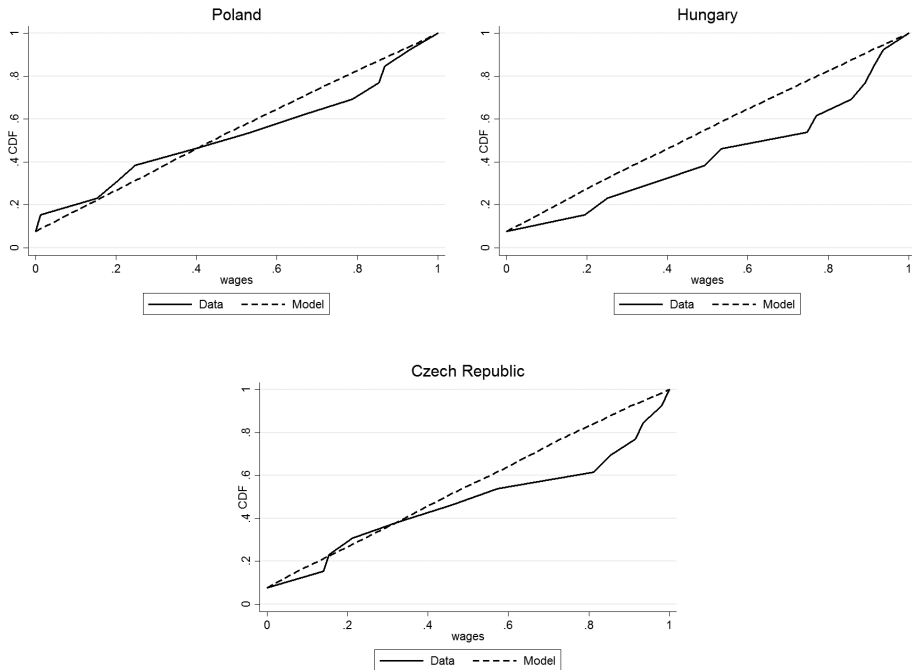 Poland
CDF
0
.2
.4
.6
.8
1
0
.2
.4
.6
.8
1
wages
Data
Model
Hungary
CDF
0
.2
.4
.6
.8
1
0
.2
.4
.6
.8
1
wages
Data
Model
Czech Republic
CDF
0
.2
.4
.6
.8
1
0
.2
.4
.6
.8
1
wages
Data
Model